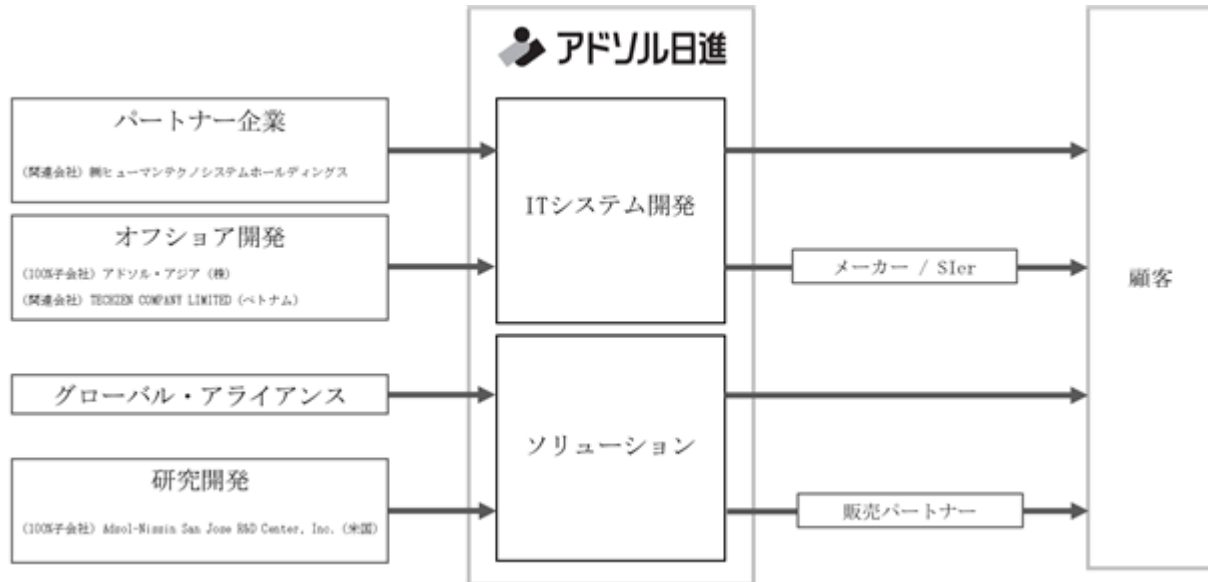 アドソル日進
パートナー企業
(関連会社) ㈱ヒューマンテクノシステムホールディングス
オフショア開発
(100%子会社) アドソル・アジア (株)
(関連会社) TECHZEN COMPANY LIMITED (ベトナム)
グローバル・アライアンス
研究開発
(100%子会社) Adsol-Nissin San Jose R&D Center, Inc. (米国)
ITシステム開発
ソリューション
メーカー / SIer
販売パートナー
顧客